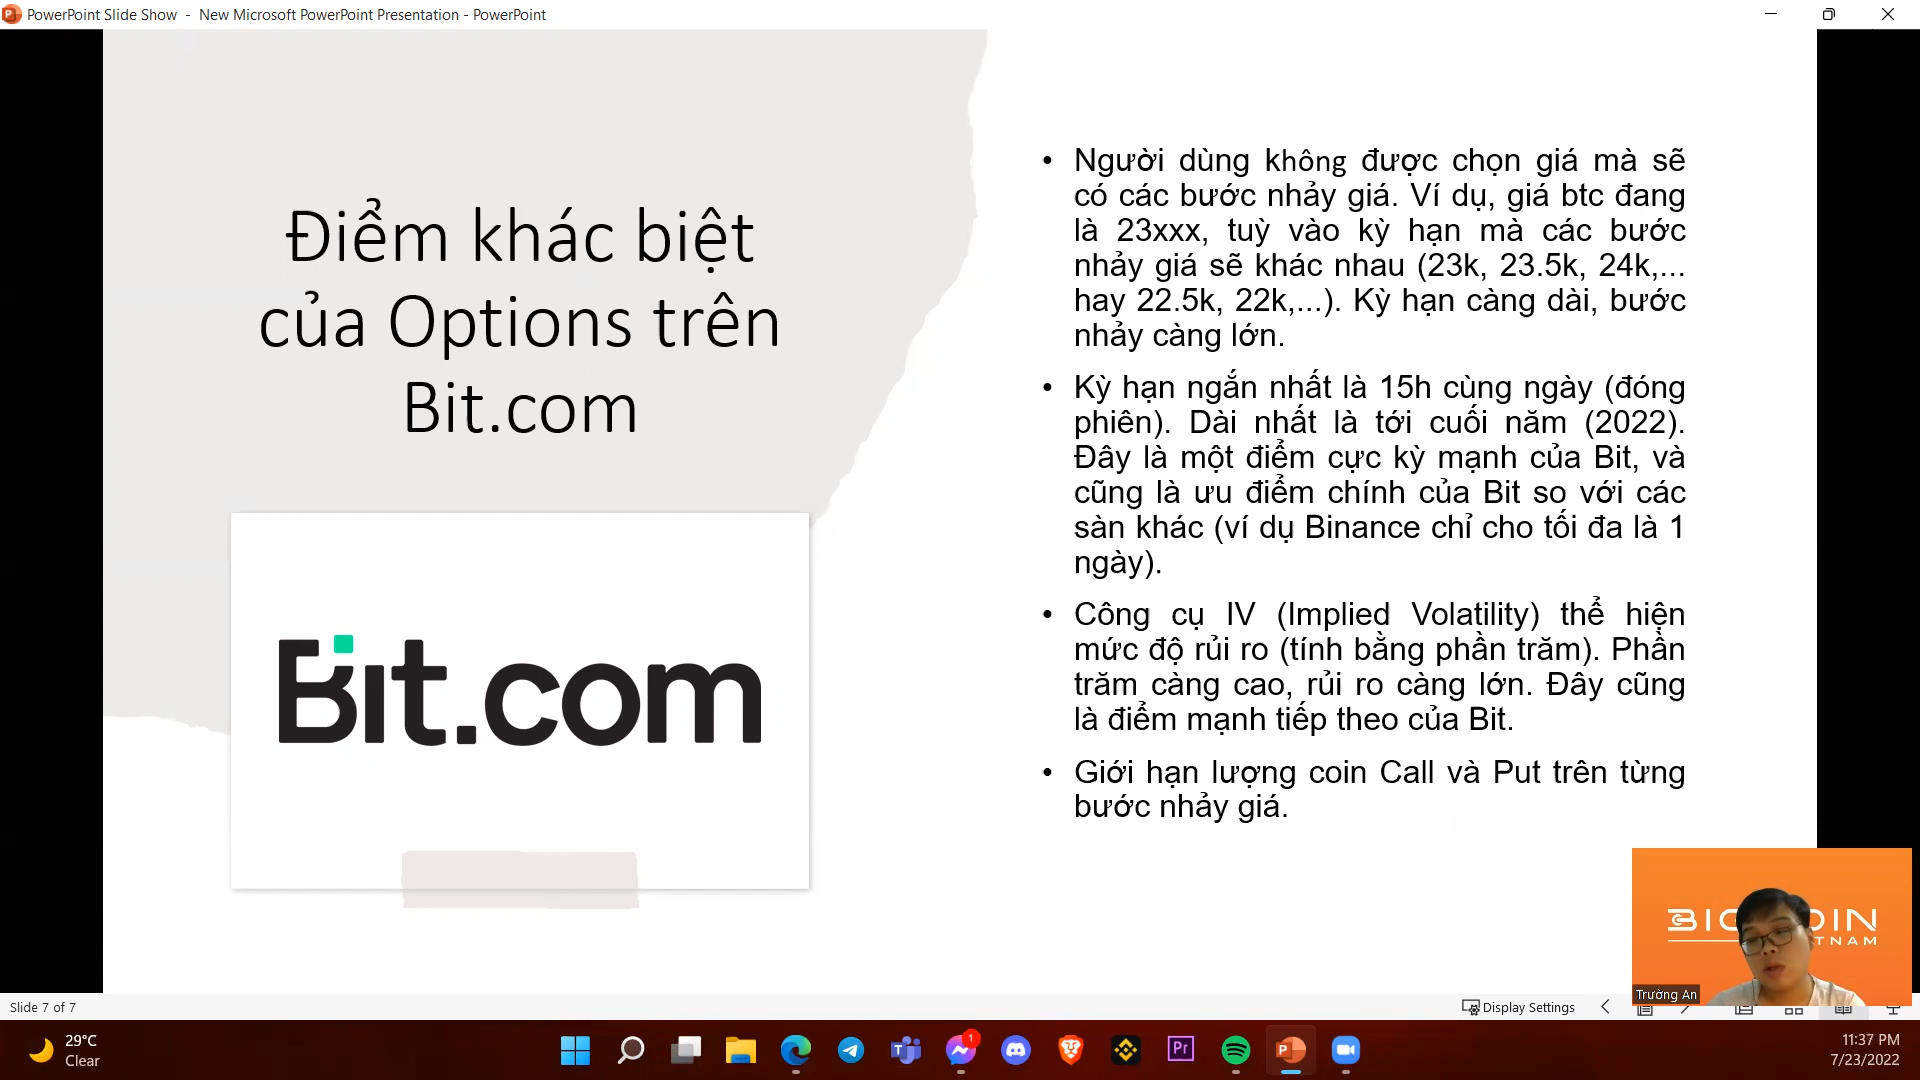 PowerPoint Slide Show - New Microsoft PowerPoint Presentation - PowerPoint
Điểm khác biệt
của Options trên
Bit.com
Bit.com
• Người dùng không được chọn giá mà sẽ
có các bước nhảy giá. Ví dụ, giá btc đang
là 23xxx, tuỳ vào kỳ hạn mà các bước
nhảy giá sẽ khác nhau (23k, 23.5k, 24k,...
hay 22.5k, 22k,...). Kỳ hạn càng dài, bước
nhảy càng lớn.
• Kỳ hạn ngắn nhất là 15h cùng ngày (đóng
phiên). Dài nhất là tới cuối năm (2022).
Đây là một điểm cực kỳ mạnh của Bit, và
cũng là ưu điểm chính của Bit so với các
sàn khác (ví dụ Binance chỉ cho tối đa là 1
ngày).
• Công cụ IV (Implied Volatility) thể hiện
mức độ rủi ro (tính bằng phần trăm). Phần
trăm càng cao, rủi ro càng lớn. Đây cũng
là điểm mạnh tiếp theo của Bit.
• Giới hạn lượng coin Call và Put trên từng
bước nhảy giá.
Trường An
Slide 7 of 7
Display Settings
29°C
Clear
1
Pr
11:37 PM
7/23/2022